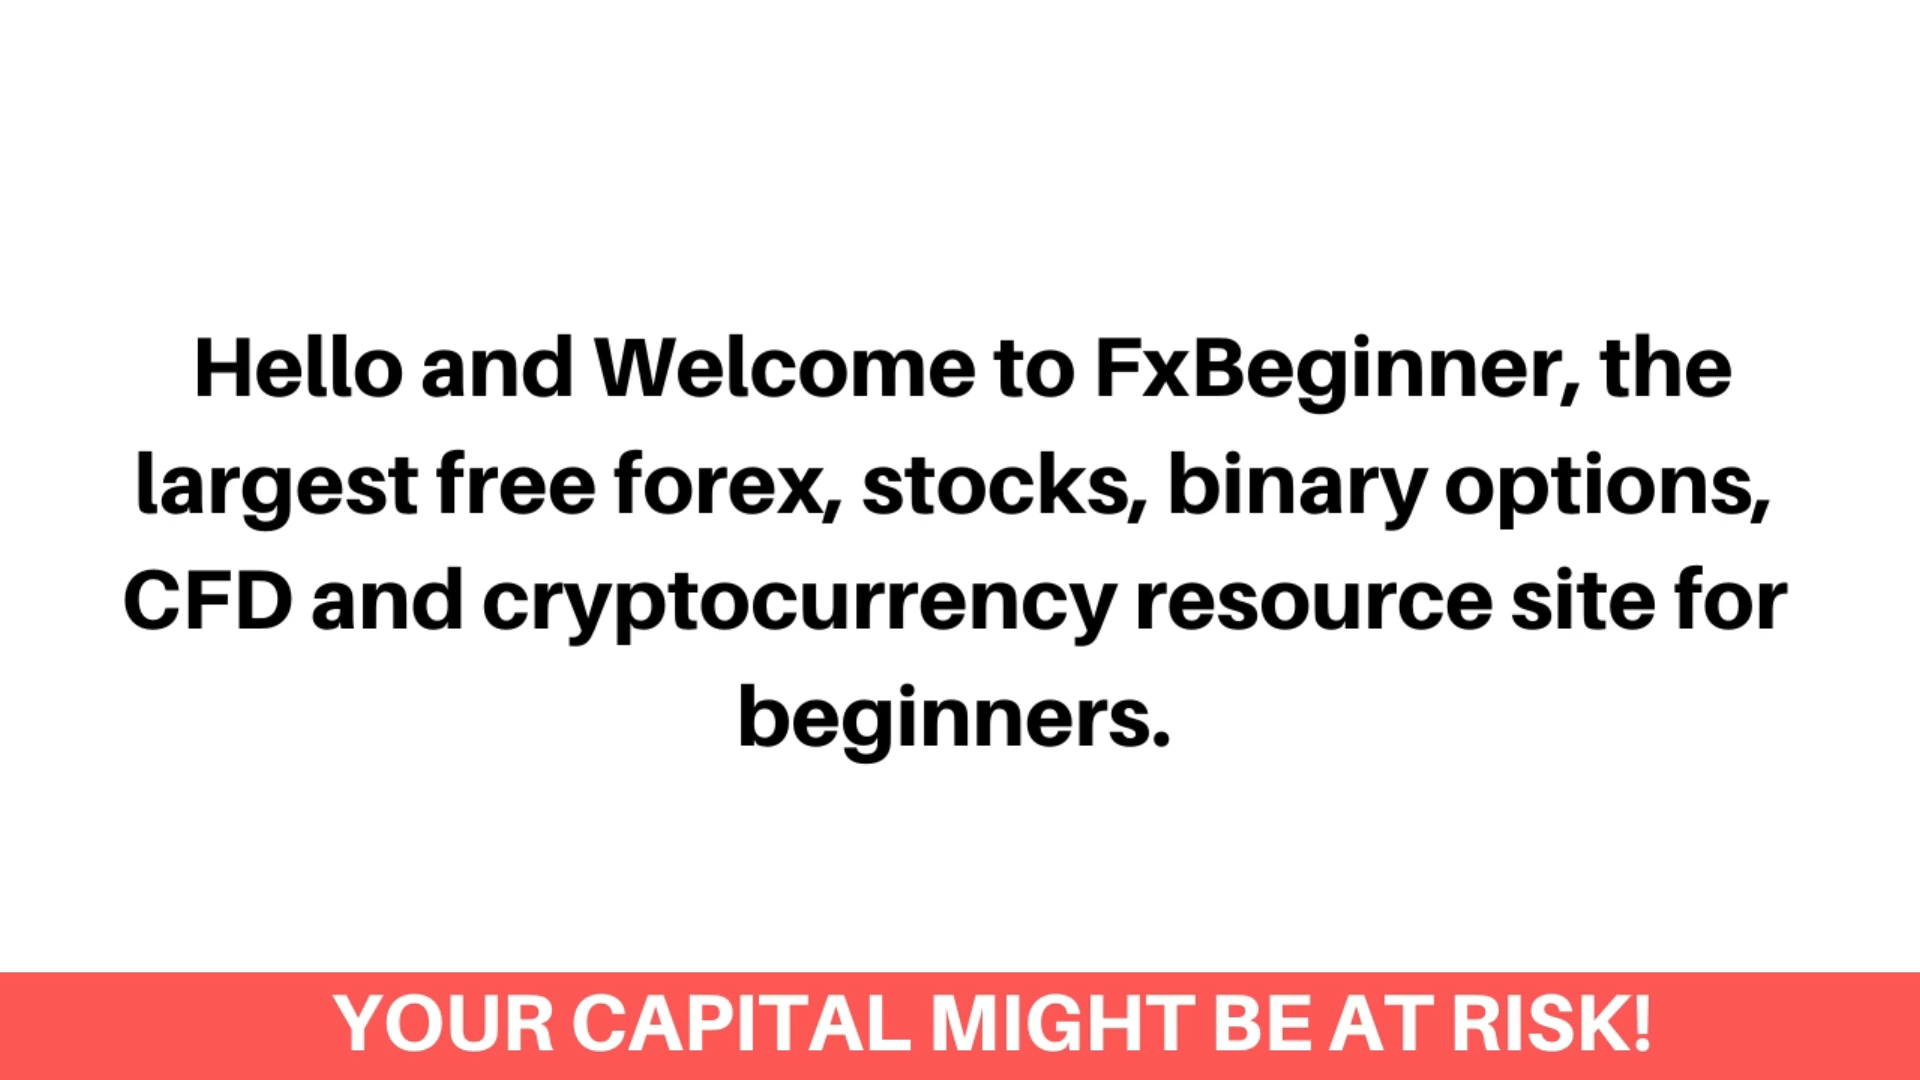 Hello and Welcome to FxBeginner, the
largest free forex, stocks, binary options,
CFD and cryptocurrency resource site for
beginners.
YOUR CAPITAL MIGHT BE AT RISK!